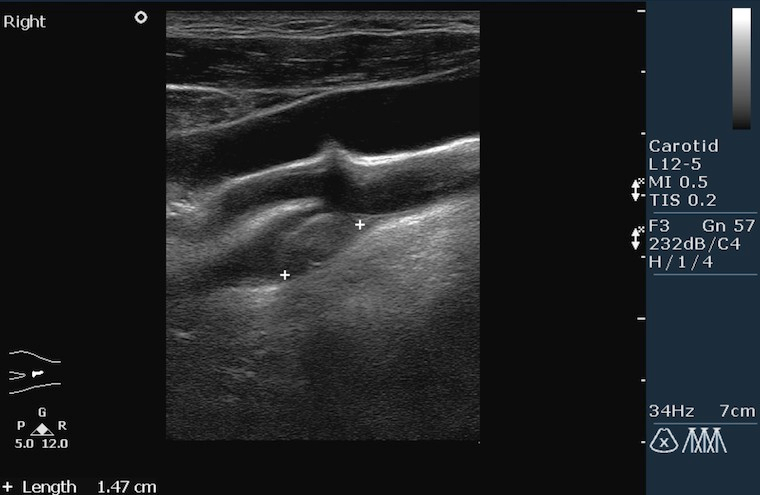 Right
Carotid
L12-5
MI 0.5
TIS 0.2
F3 Gn 57
232dB/C4
H/1/4
34Hz 7cm
G
P R
5.0 12.0
+ Length 1.47 cm